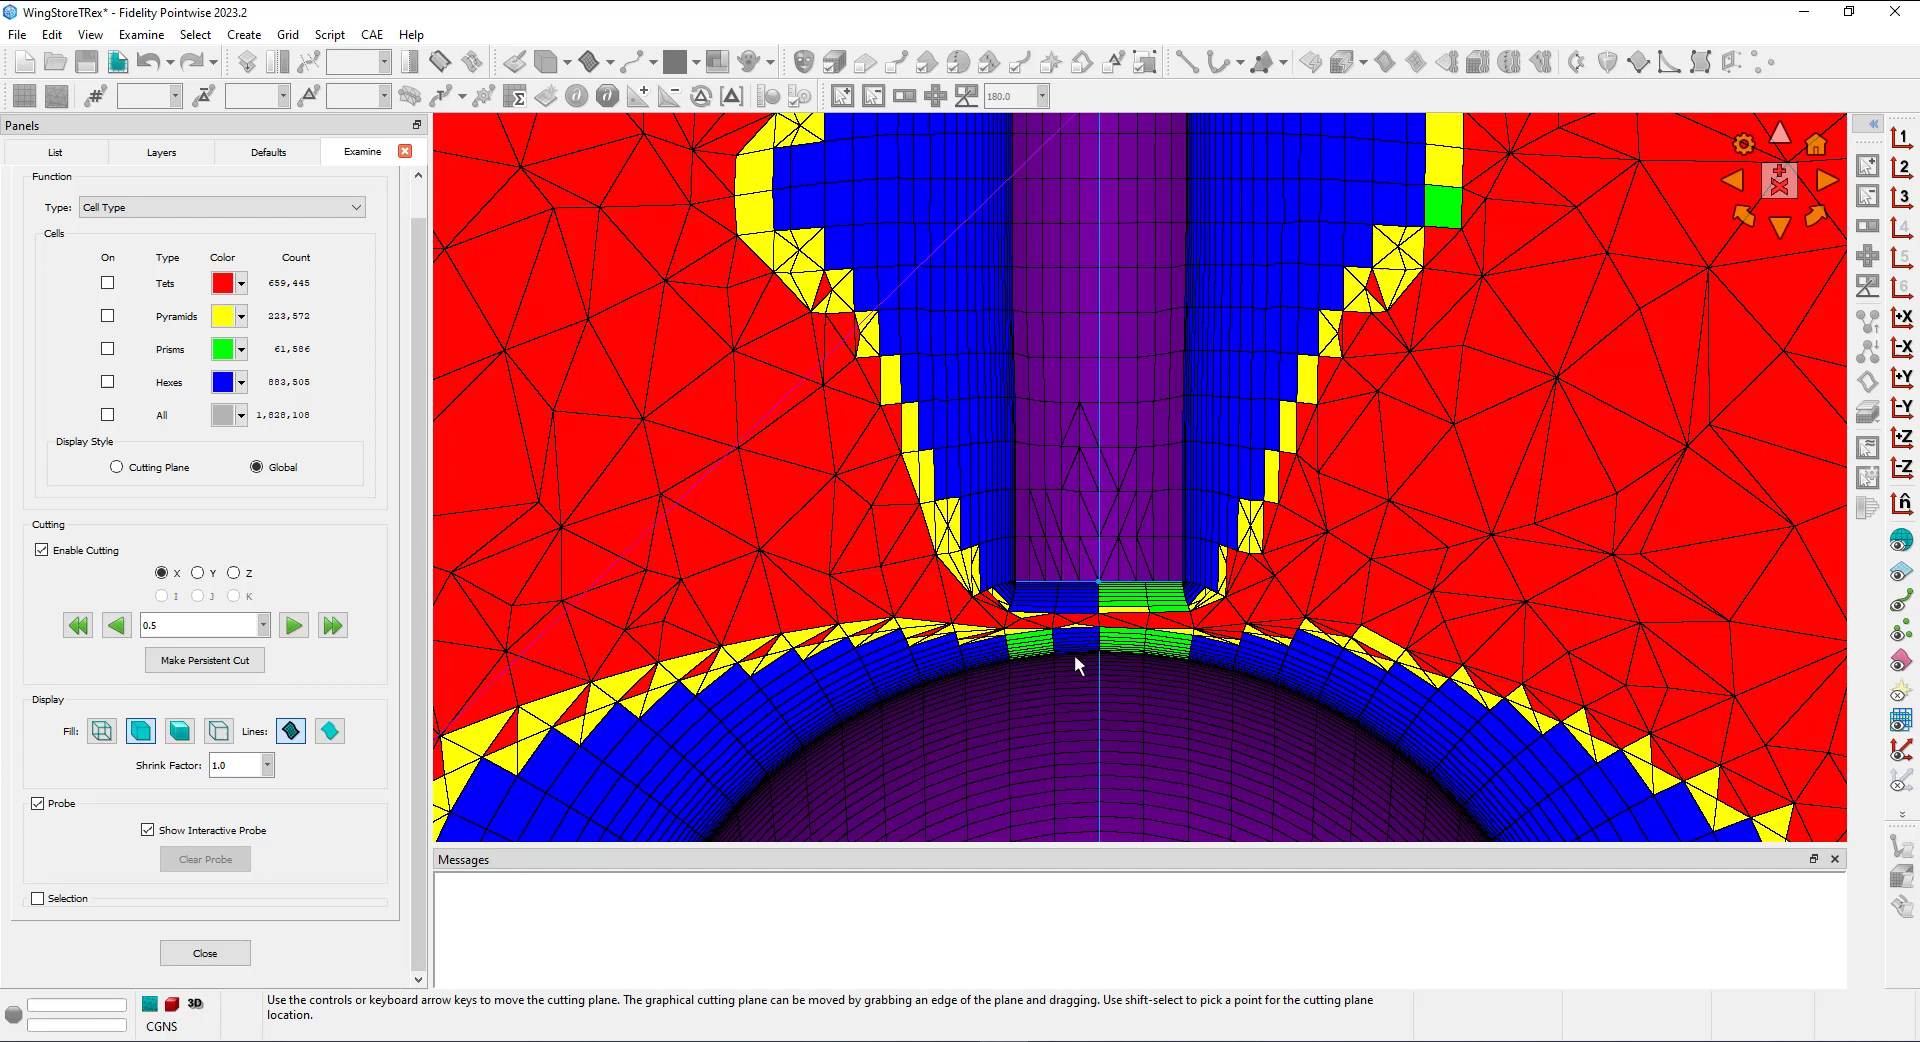 WingStoreTRex* - Fidelity Pointwise 2023.2
File Edit View Examine Select Create Grid Script CAE Help
180.0
Panels
List Layers Defaults Examine
Function
Type: Cell Type
Cells
On Type Color Count
Tets 659,445
Pyramids 223,572
Prisms 61,586
Hexes 883,505
All 1,828,108
Display Style
Cutting Plane Global
Cutting
Enable Cutting
X Y Z
I J K
0.5
Make Persistent Cut
Display
Fill: Lines:
Shrink Factor: 1.0
Probe
Show Interactive Probe
Clear Probe
Selection
Close
1
2
3
4
5
6
+X
-X
+Y
-Y
+Z
-Z
n̂
Messages
3D
CGNS
Use the controls or keyboard arrow keys to move the cutting plane. The graphical cutting plane can be moved by grabbing an edge of the plane and dragging. Use shift-select to pick a point for the cutting plane
location.